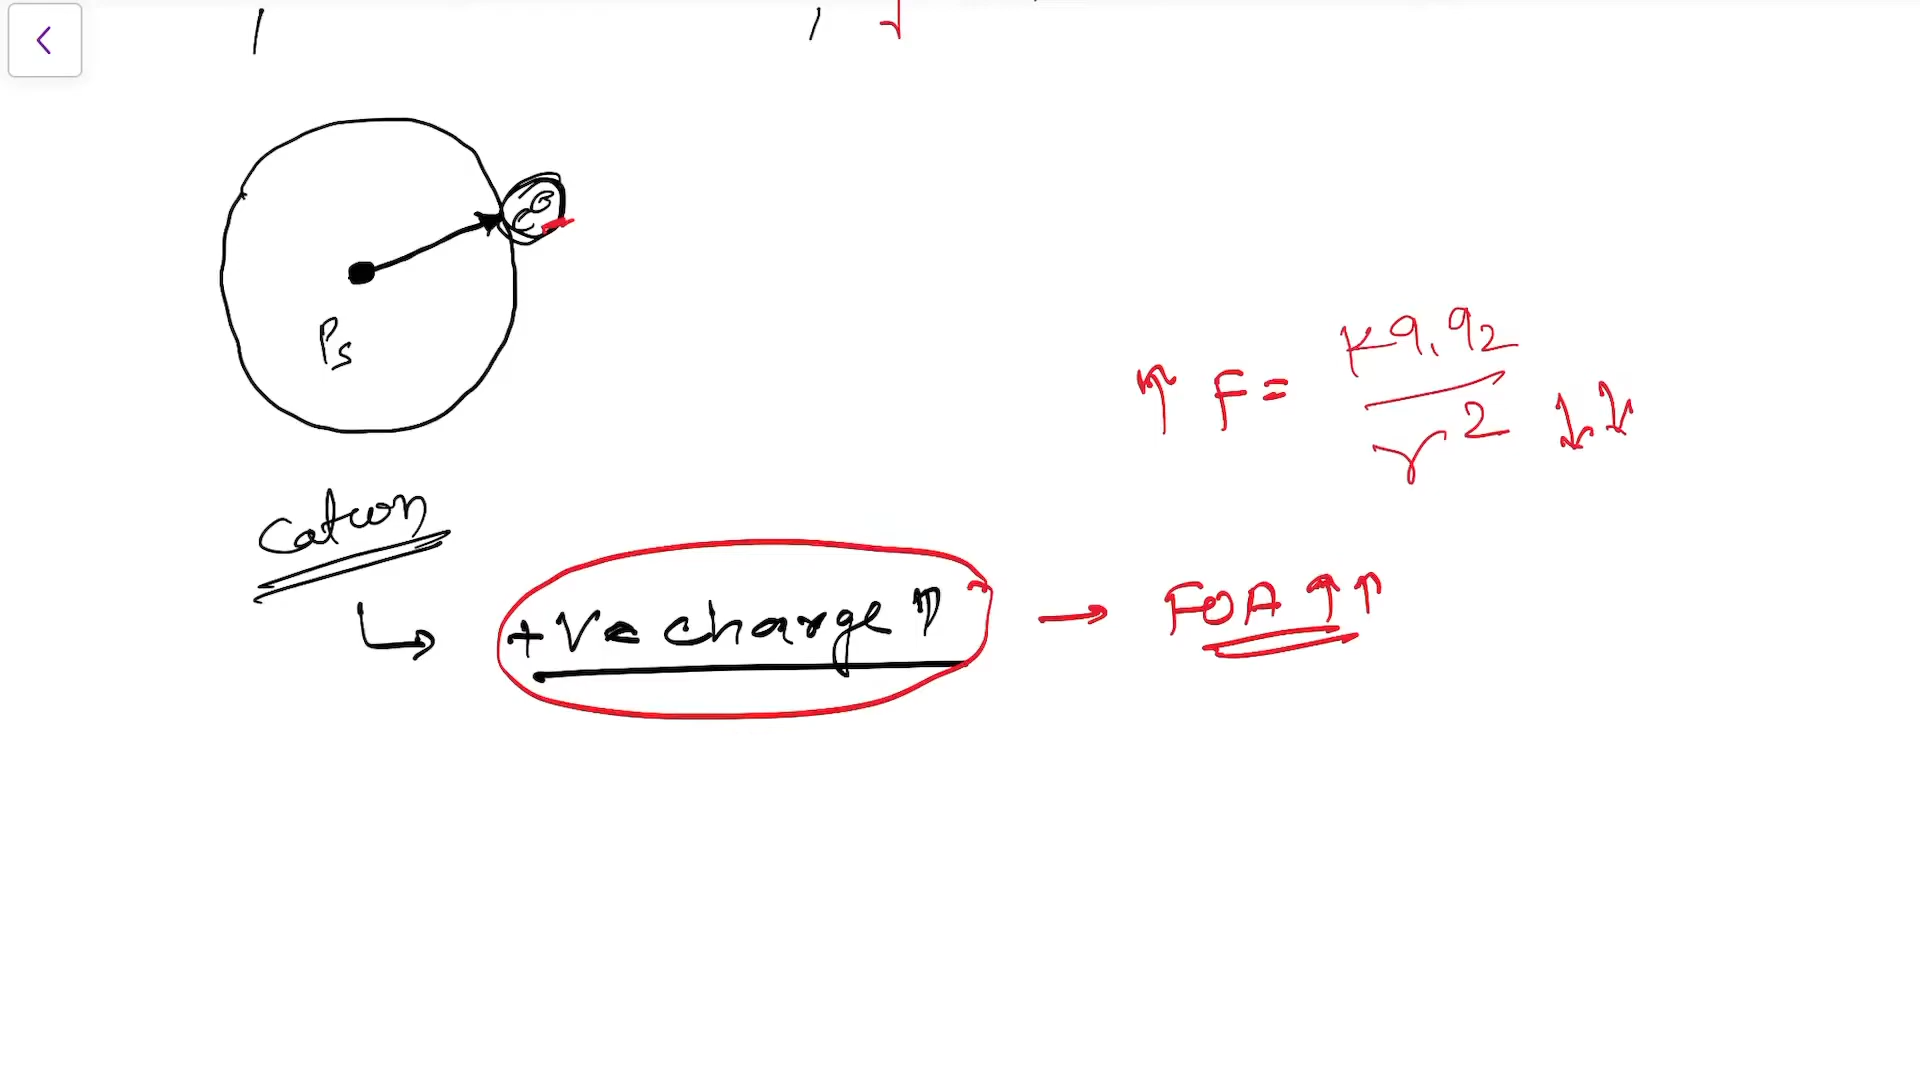 Ps
↑ F = Kq1q2 / r² ↓↓
Cation
↳ +ve charge ↑ → FOA ↑↑